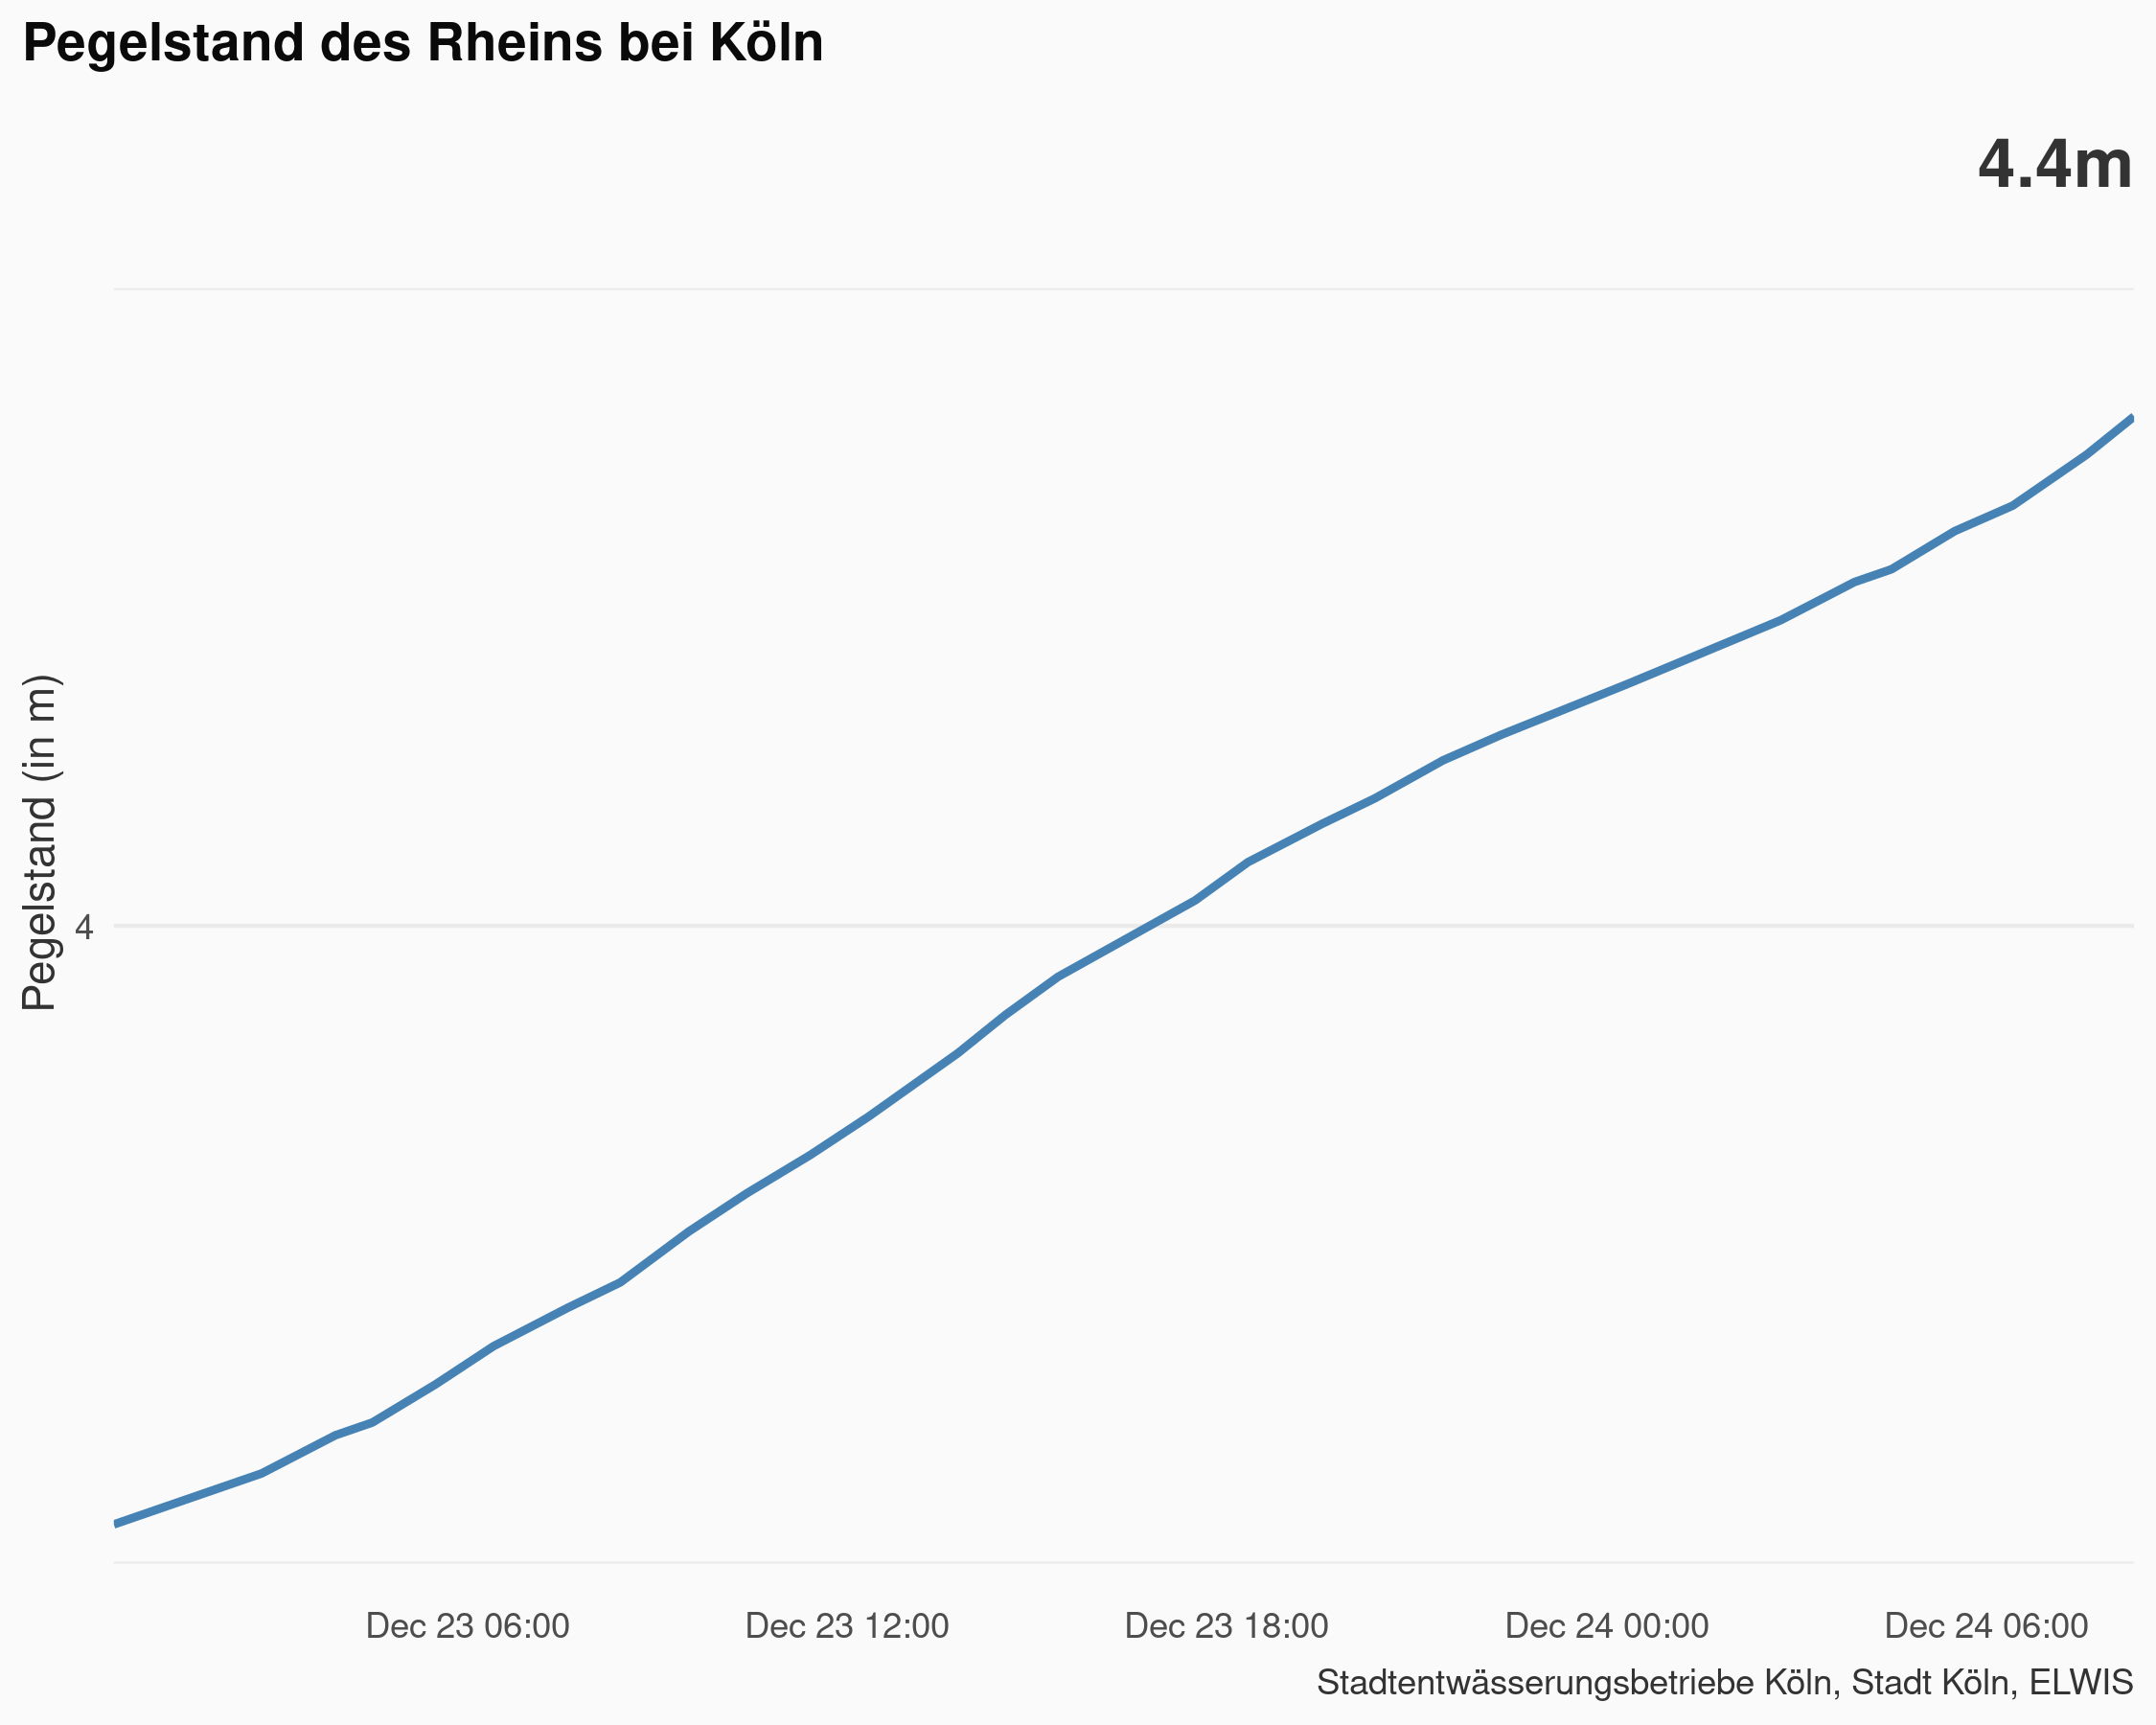 Pegelstand des Rheins bei Köln
4.4m
Pegelstand (in m)
4
Dec 23 06:00
Dec 23 12:00
Dec 23 18:00
Dec 24 00:00
Dec 24 06:00
Stadtentwässerungsbetriebe Köln, Stadt Köln, ELWIS